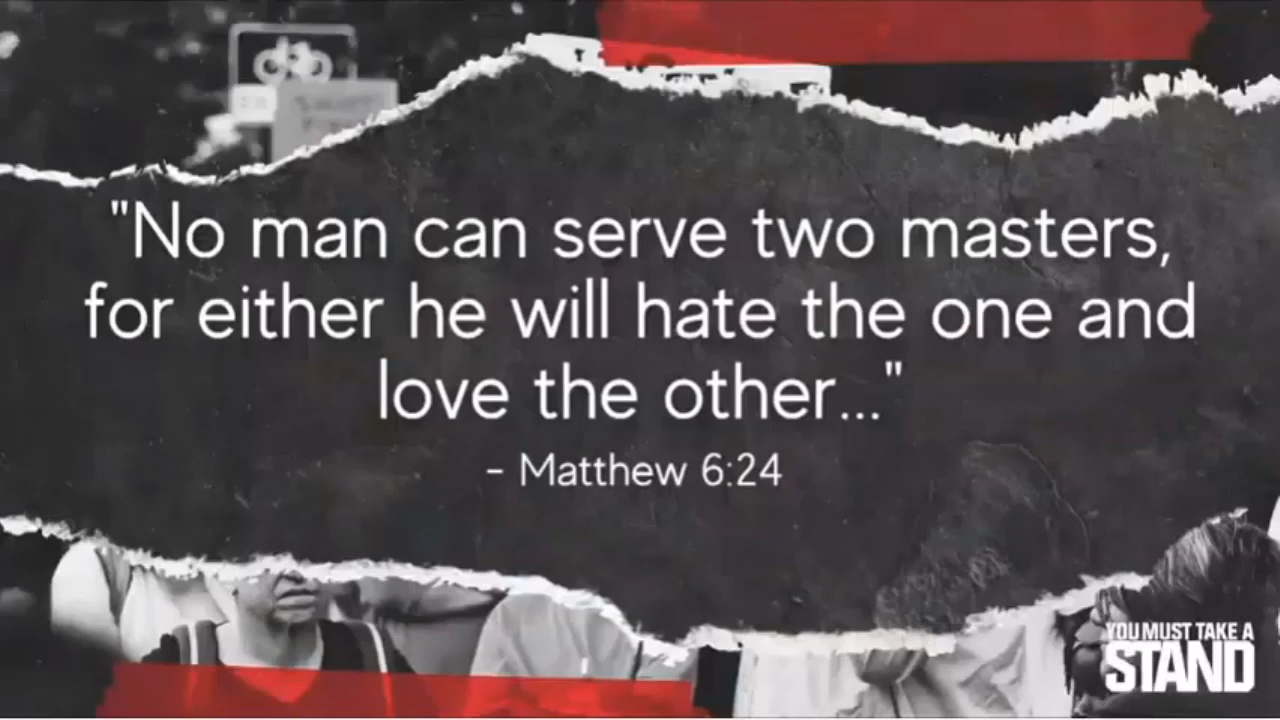 "No man can serve two masters,
for either he will hate the one and
love the other..."
- Matthew 6:24
YOU MUST TAKE A
STAND